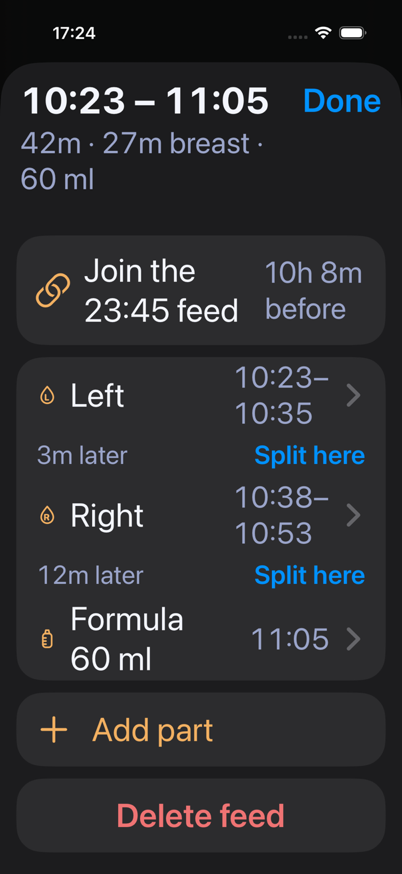 17:24
10:23 – 11:05
Done
42m · 27m breast ·
60 ml
Join the
23:45 feed
10h 8m
before
L
Left
10:23–
10:35
3m later
Split here
R
Right
10:38–
10:53
12m later
Split here
Formula
60 ml
11:05
+ Add part
Delete feed